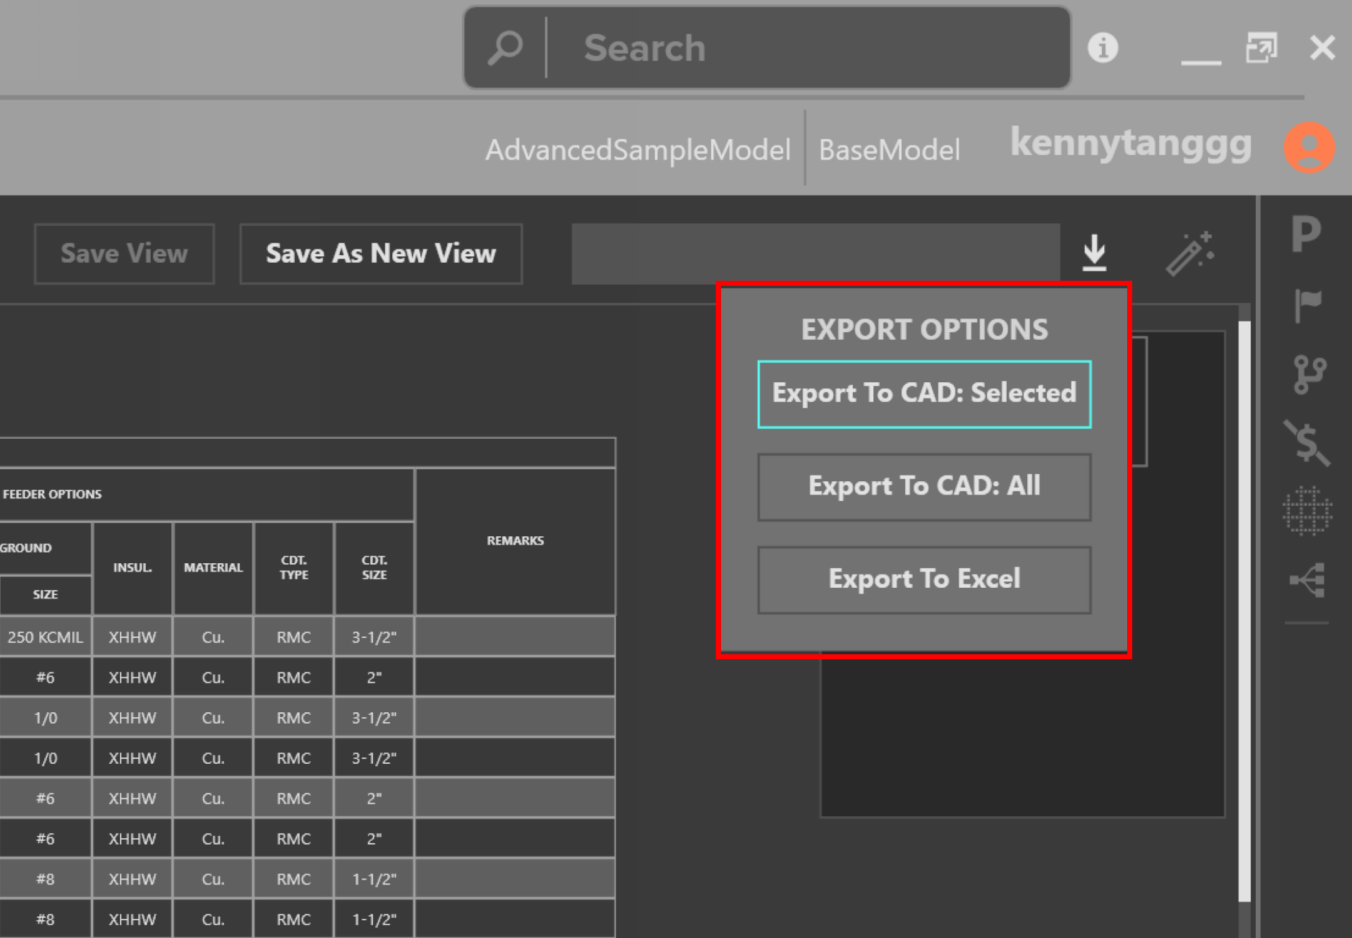 Search
AdvancedSampleModel
BaseModel
kennytanggg
Save View
Save As New View
P
EXPORT OPTIONS
Export To CAD: Selected
Export To CAD: All
Export To Excel
FEEDER OPTIONS
REMARKS
GROUND
INSUL.
MATERIAL
CDT.
TYPE
CDT.
SIZE
SIZE
250 KCMIL XHHW Cu. RMC 3-1/2"
#6 XHHW Cu. RMC 2"
1/0 XHHW Cu. RMC 3-1/2"
1/0 XHHW Cu. RMC 3-1/2"
#6 XHHW Cu. RMC 2"
#6 XHHW Cu. RMC 2"
#8 XHHW Cu. RMC 1-1/2"
#8 XHHW Cu. RMC 1-1/2"